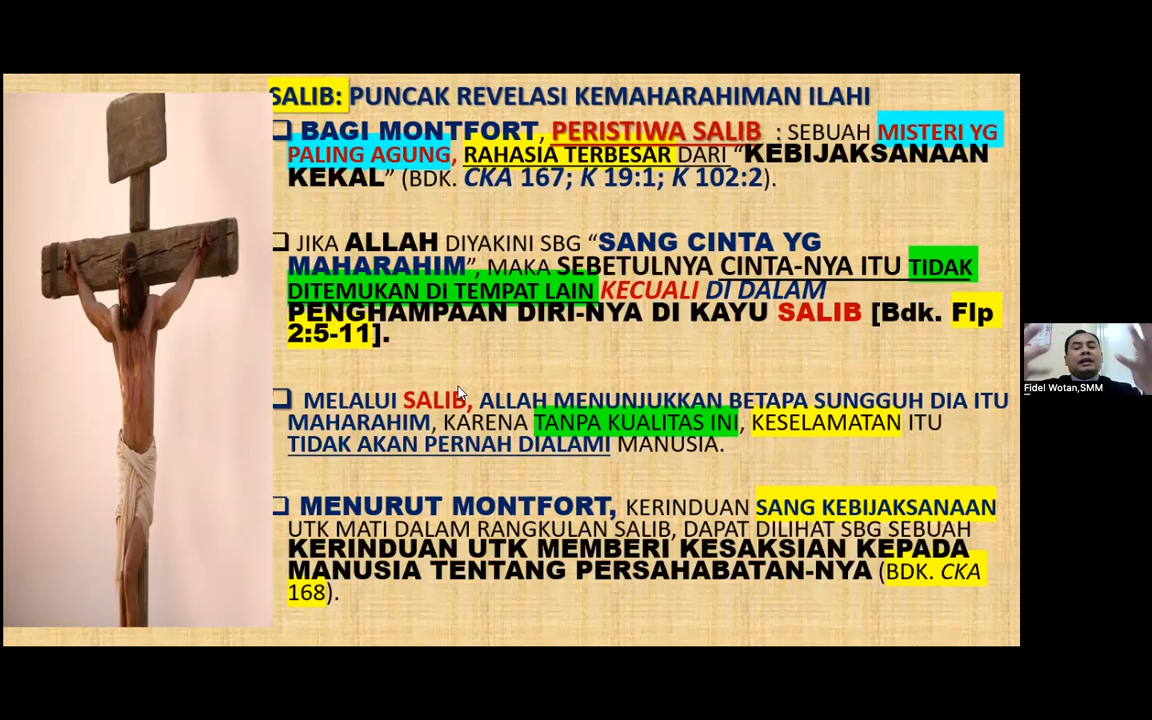 SALIB: PUNCAK REVELASI KEMAHARAHIMAN ILAHI
BAGI MONTFORT, PERISTIWA SALIB : SEBUAH MISTERI YG
PALING AGUNG, RAHASIA TERBESAR DARI “KEBIJAKSANAAN
KEKAL” (BDK. CKA 167; K 19:1; K 102:2).
JIKA ALLAH DIYAKINI SBG “SANG CINTA YG
MAHARAHIM”, MAKA SEBETULNYA CINTA-NYA ITU TIDAK
DITEMUKAN DI TEMPAT LAIN KECUALI DI DALAM
PENGHAMPAAN DIRI-NYA DI KAYU SALIB [Bdk. Flp
2:5-11].
MELALUI SALIB, ALLAH MENUNJUKKAN BETAPA SUNGGUH DIA ITU
MAHARAHIM, KARENA TANPA KUALITAS INI, KESELAMATAN ITU
TIDAK AKAN PERNAH DIALAMI MANUSIA.
MENURUT MONTFORT, KERINDUAN SANG KEBIJAKSANAAN
UTK MATI DALAM RANGKULAN SALIB, DAPAT DILIHAT SBG SEBUAH
KERINDUAN UTK MEMBERI KESAKSIAN KEPADA
MANUSIA TENTANG PERSAHABATAN-NYA (BDK. CKA
168).
Fidel Wotan,SMM